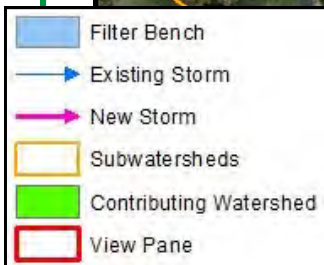 Filter Bench
Existing Storm
New Storm
Subwatersheds
Contributing Watershed
View Pane